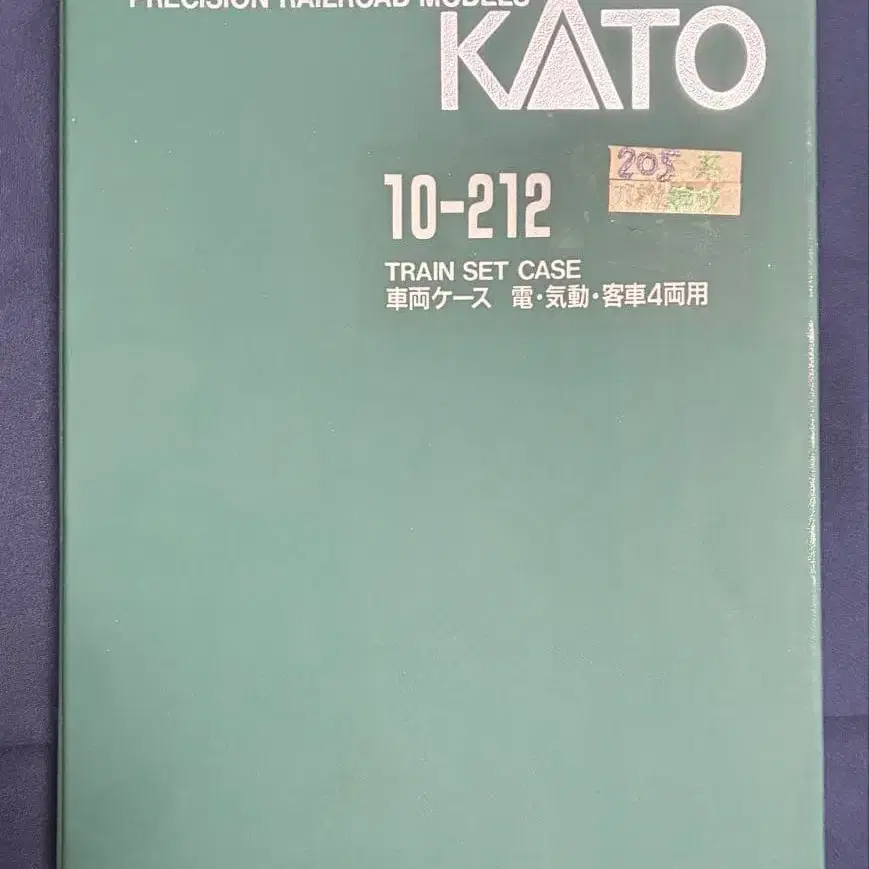 PRECISION RAILROAD MODELS
KATO
205系
10-212
TRAIN SET CASE
車両ケース 電・気動・客車4両用